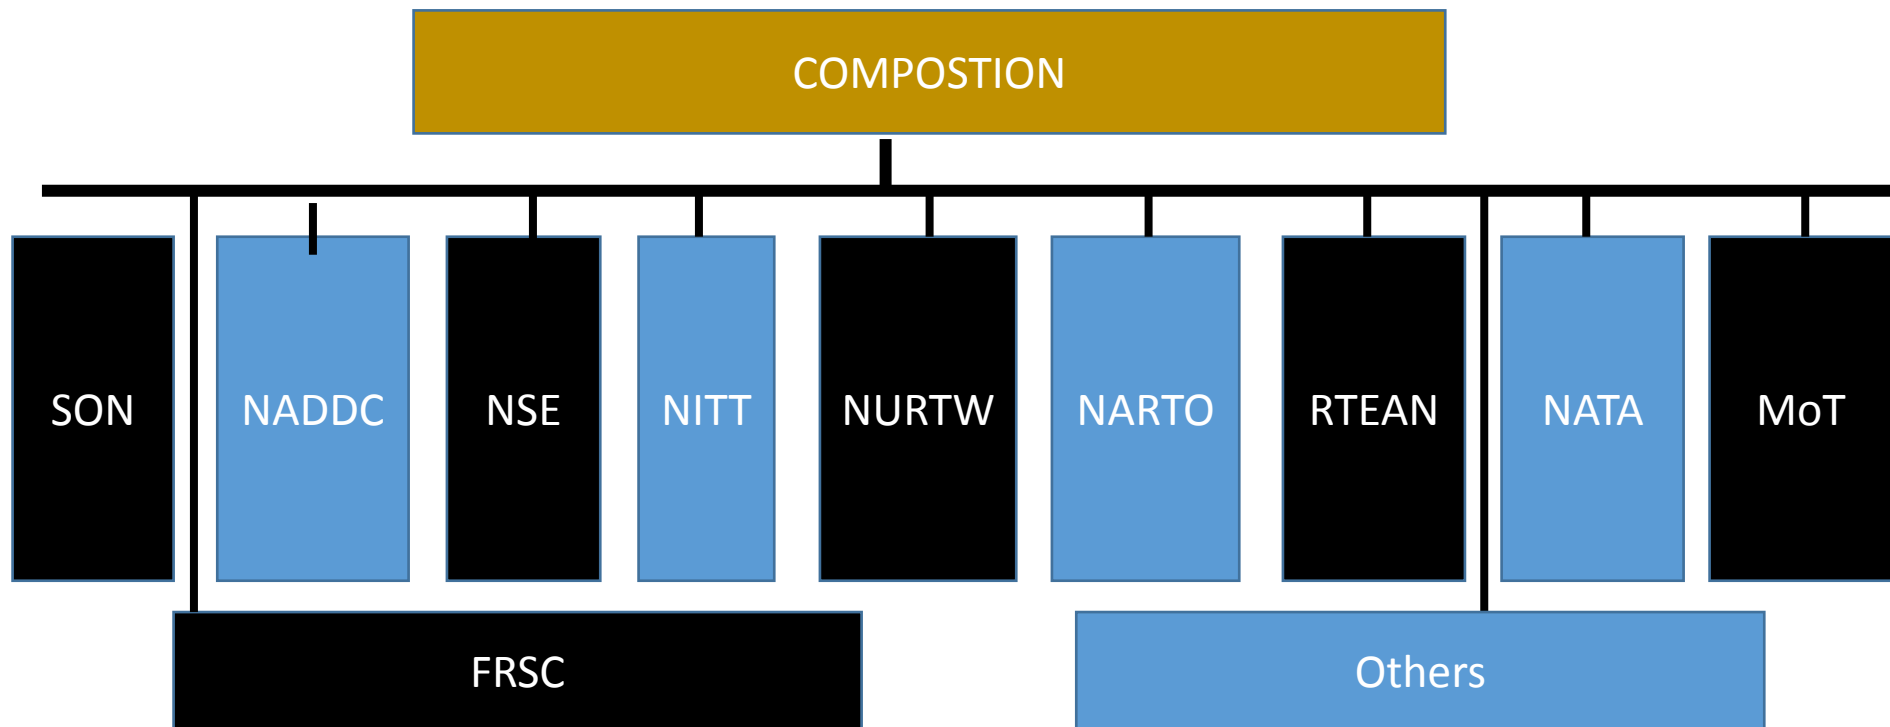 COMPOSTION
SON
NADDC
NSE
NITT
NURTW
NARTO
RTEAN
NATA
MoT
FRSC
Others